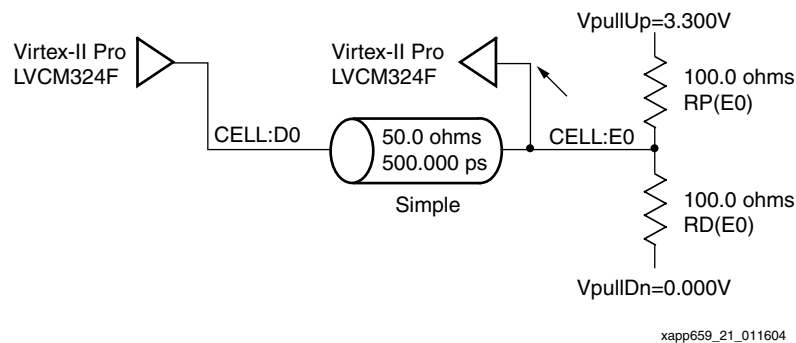 VpullUp=3.300V
Virtex-II Pro
LVCM324F
Virtex-II Pro
LVCM324F
100.0 ohms
RP(E0)
CELL:D0
50.0 ohms
500.000 ps
CELL:E0
Simple
100.0 ohms
RD(E0)
VpullDn=0.000V
xapp659_21_011604